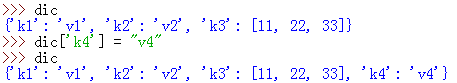 >>> dic
{'k1': 'v1', 'k2': 'v2', 'k3': [11, 22, 33]}
>>> dic['k4'] = "v4"
>>> dic
{'k1': 'v1', 'k2': 'v2', 'k3': [11, 22, 33], 'k4': 'v4'}